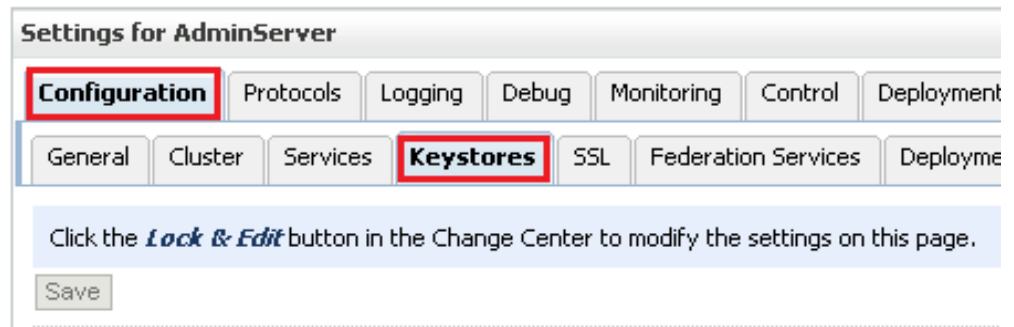 Settings for AdminServer
Configuration Protocols Logging Debug Monitoring Control Deployment
General Cluster Services Keystores SSL Federation Services Deployme
Click the Lock & Edit button in the Change Center to modify the settings on this page.
Save